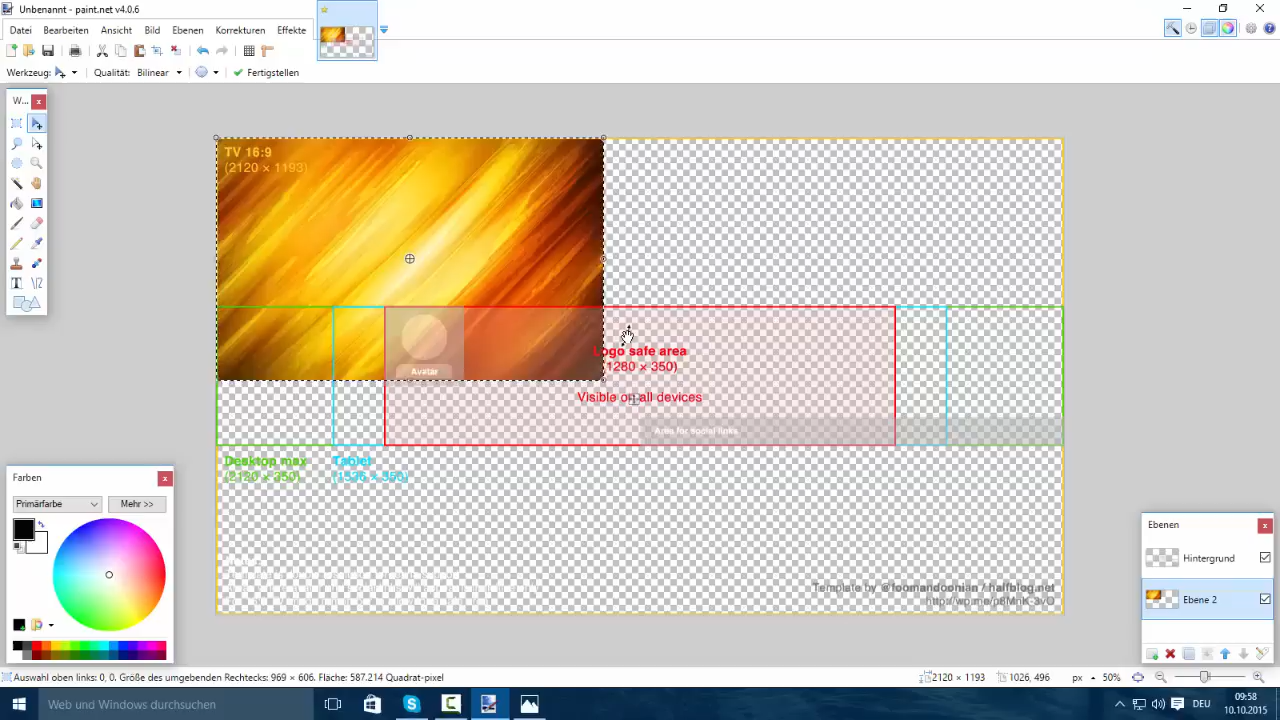 Unbenannt - paint.net v4.0.6
Datei Bearbeiten Ansicht Bild Ebenen Korrekturen Effekte
Werkzeug: Qualität: Bilinear Fertigstellen
W...
TV 16:9
(2120 × 1193)
Logo safe area
(1280 × 350)
Avatar
Visible on all devices
Area for social links
Desktop max Tablet
(2120 × 350) (1536 × 350)
Template by @foomandoonian / halfblog.net
http://wp.me/p8MnK-3vO
Farben
Primärfarbe Mehr >>
Ebenen
Hintergrund
Ebene 2
Auswahl oben links: 0, 0. Größe des umgebenden Rechtecks: 969 × 606. Fläche: 587.214 Quadrat-pixel 2120 × 1193 1026, 496 px 50%
Web und Windows durchsuchen
DEU
09:58
10.10.2015